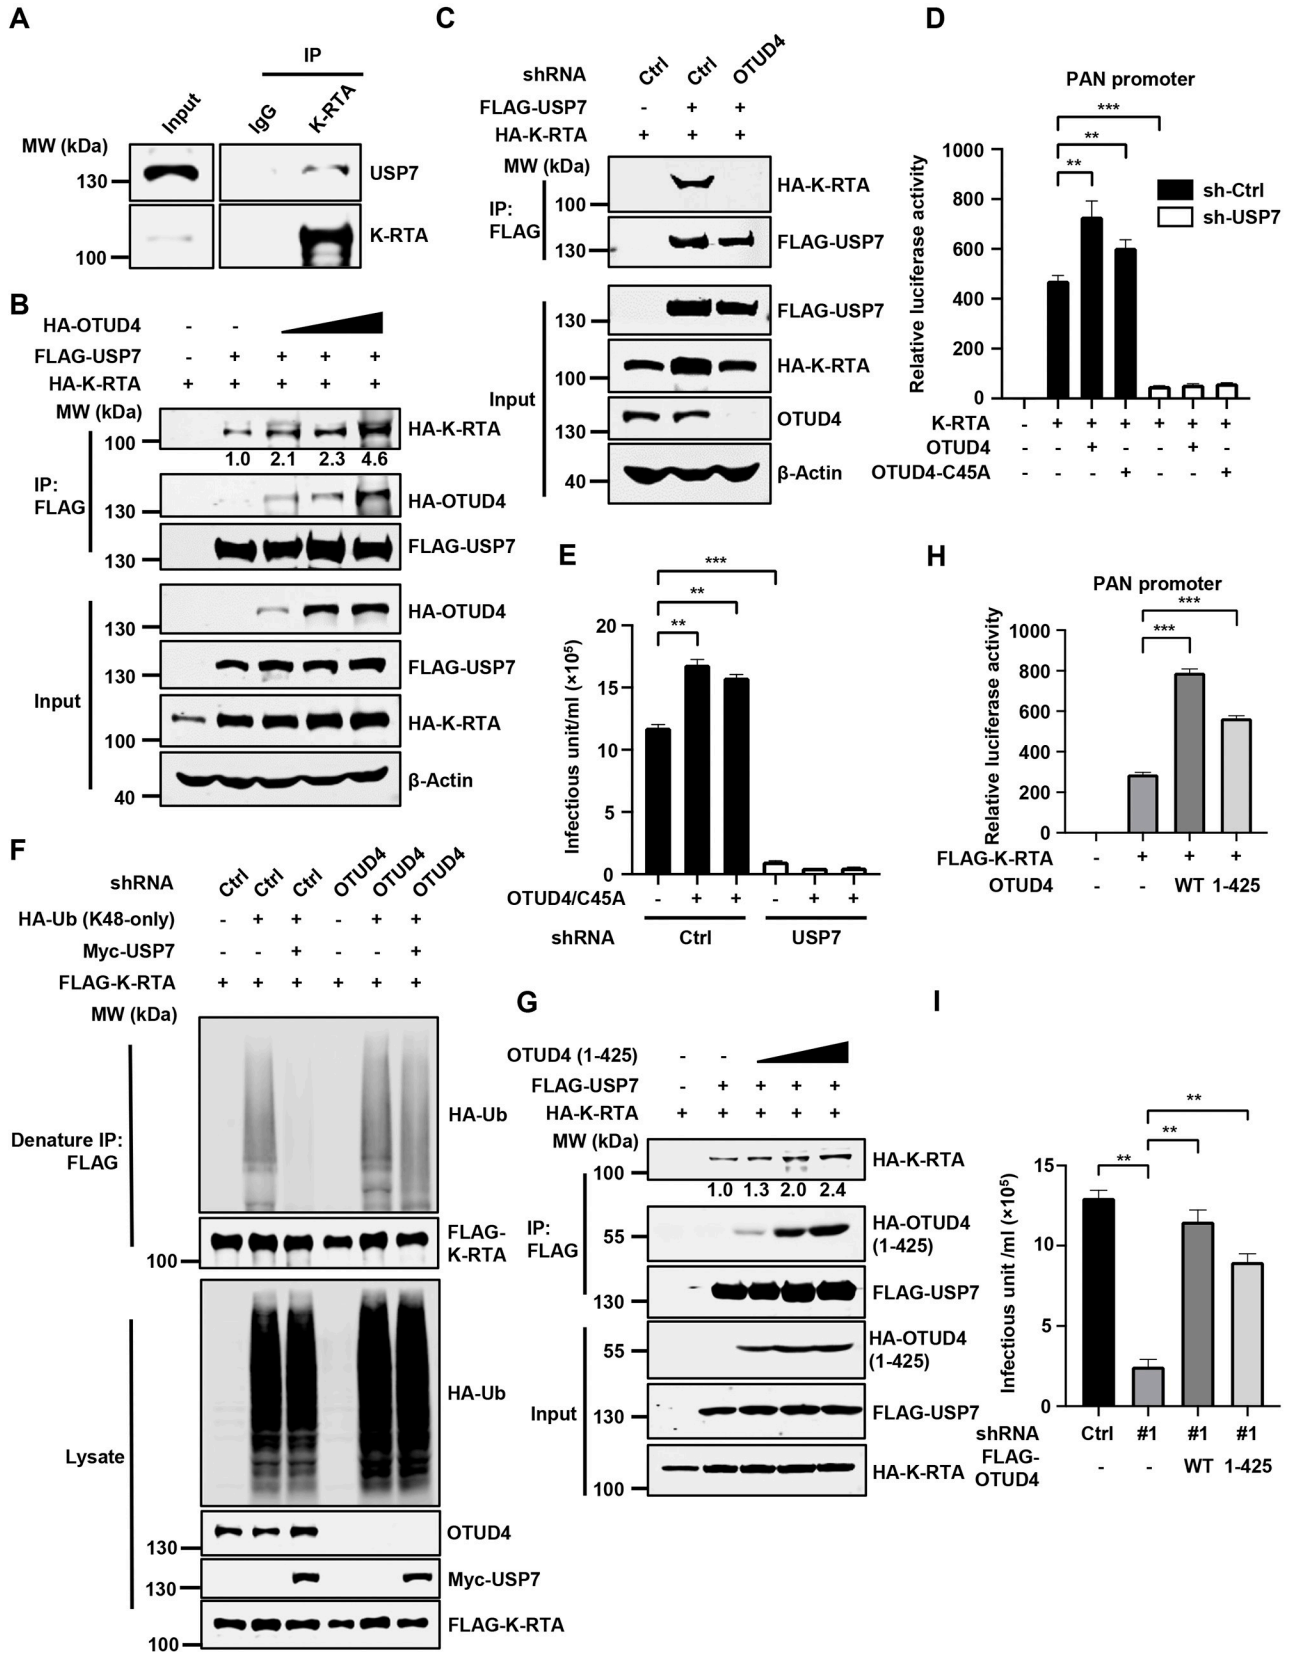 A
IP
Input
IgG
K-RTA
MW (kDa)
130
USP7
100
K-RTA
B
HA-OTUD4 - -
FLAG-USP7 - + + + +
HA-K-RTA + + + + +
MW (kDa)
IP:
FLAG
100
HA-K-RTA
1.0 2.1 2.3 4.6
130
HA-OTUD4
130
FLAG-USP7
Input
130
HA-OTUD4
130
FLAG-USP7
100
HA-K-RTA
40
β-Actin
C
shRNA Ctrl Ctrl OTUD4
FLAG-USP7 - + +
HA-K-RTA + + +
MW (kDa)
IP:
FLAG
100
HA-K-RTA
130
FLAG-USP7
Input
130
FLAG-USP7
100
HA-K-RTA
130
OTUD4
40
β-Actin
D
PAN promoter
***
**
**
Relative luciferase activity
1000
800
600
400
200
0
sh-Ctrl
sh-USP7
K-RTA - + + + + + +
OTUD4 - - + - - + -
OTUD4-C45A - - - + - - +
E
***
**
**
Infectious unit/ml (×10⁵)
20
15
10
5
0
OTUD4/C45A - + + - + +
shRNA Ctrl USP7
F
shRNA Ctrl Ctrl Ctrl OTUD4 OTUD4 OTUD4
HA-Ub (K48-only) - + + - + +
Myc-USP7 - - + - - +
FLAG-K-RTA + + + + + +
MW (kDa)
Denature IP:
FLAG
HA-Ub
100
FLAG-
K-RTA
Lysate
HA-Ub
130
OTUD4
130
Myc-USP7
100
FLAG-K-RTA
G
OTUD4 (1-425) - -
FLAG-USP7 - + + + +
HA-K-RTA + + + + +
MW (kDa)
IP:
FLAG
100
HA-K-RTA
1.0 1.3 2.0 2.4
55
HA-OTUD4
(1-425)
130
FLAG-USP7
Input
55
HA-OTUD4
(1-425)
130
FLAG-USP7
100
HA-K-RTA
H
PAN promoter
***
***
Relative luciferase activity
1000
800
600
400
200
0
FLAG-K-RTA - + + +
OTUD4 - - WT 1-425
I
**
**
**
Infectious unit /ml (×10⁵)
15
10
5
0
shRNA Ctrl #1 #1 #1
FLAG-
OTUD4 - - WT 1-425